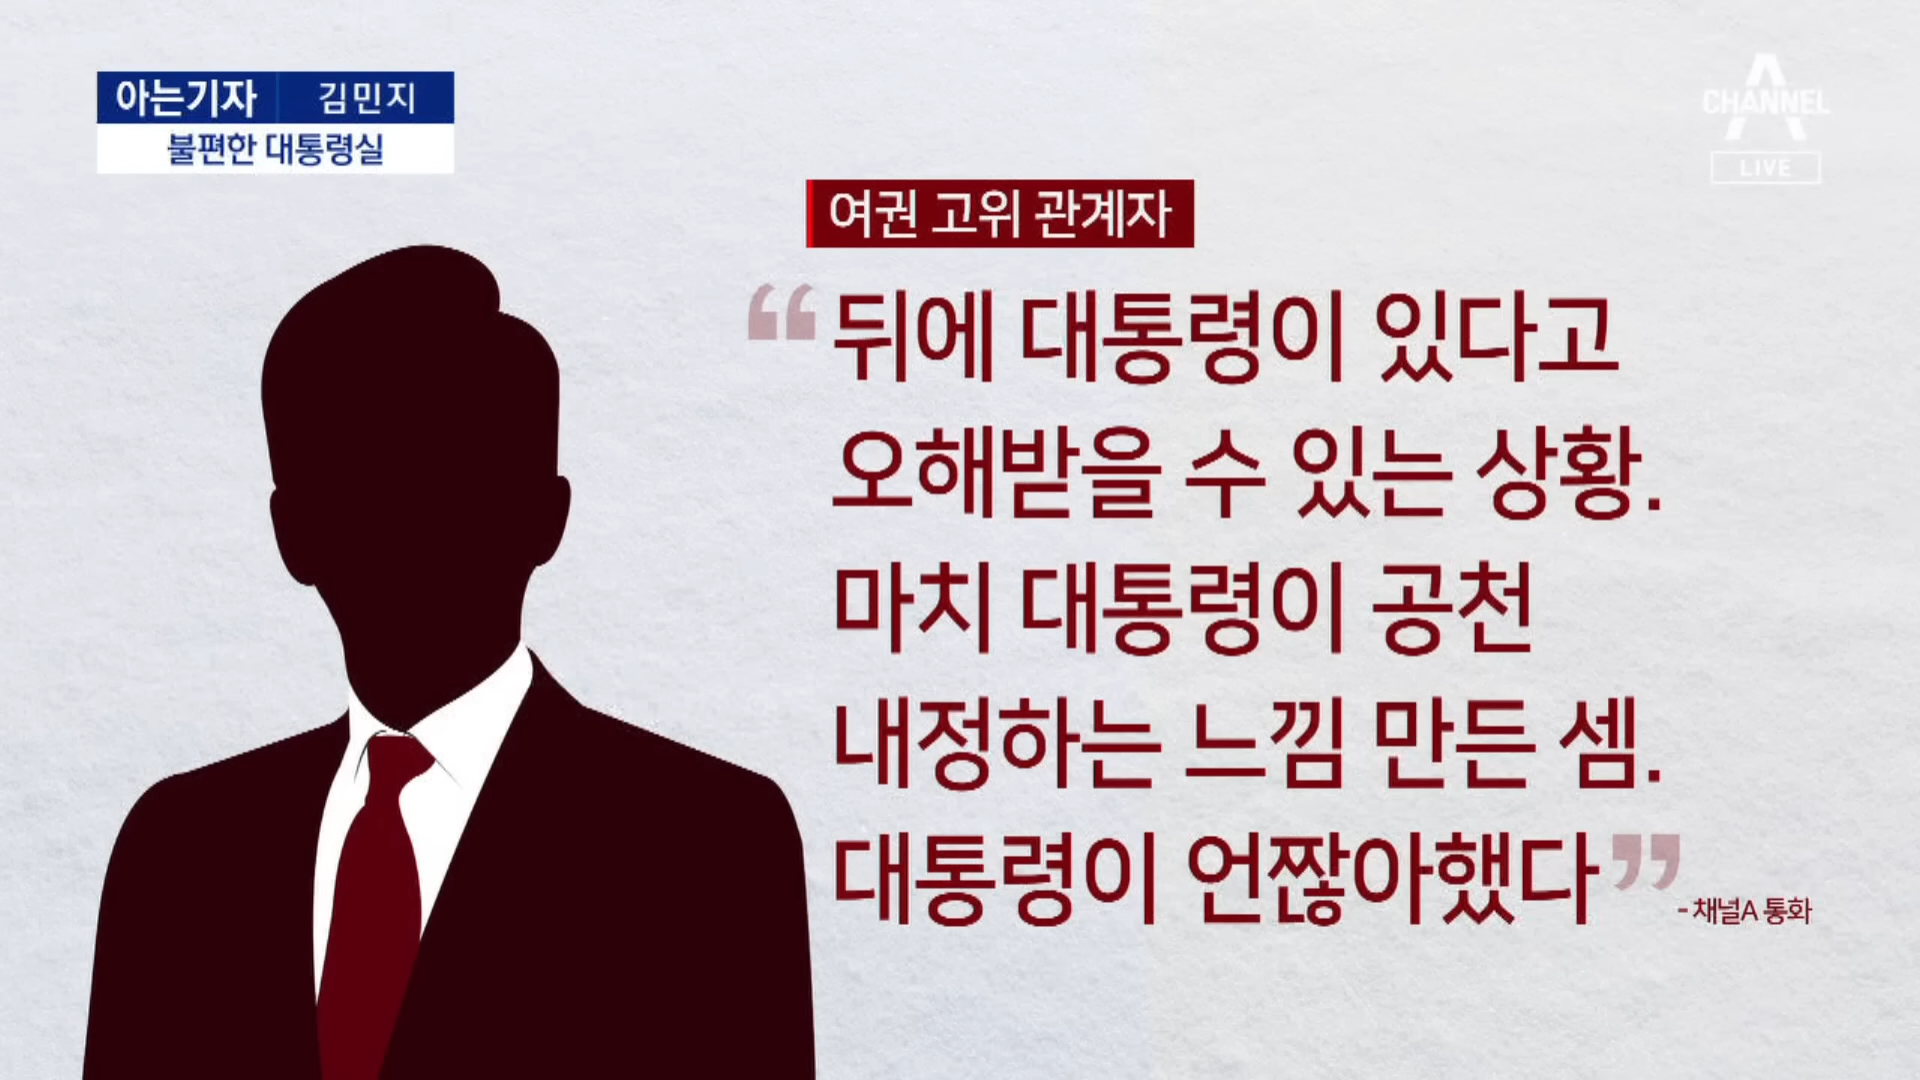 아는기자 김민지
불편한 대통령실
CHANNEL A
LIVE
여권 고위 관계자
“뒤에 대통령이 있다고
오해받을 수 있는 상황.
마치 대통령이 공천
내정하는 느낌 만든 셈.
대통령이 언짢아했다”
- 채널A 통화